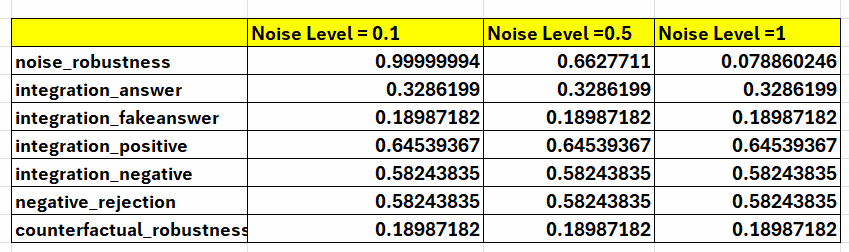 Noise Level = 0.1 Noise Level =0.5 Noise Level =1
noise_robustness 0.99999994 0.6627711 0.078860246
integration_answer 0.3286199 0.3286199 0.3286199
integration_fakeanswer 0.18987182 0.18987182 0.18987182
integration_positive 0.64539367 0.64539367 0.64539367
integration_negative 0.58243835 0.58243835 0.58243835
negative_rejection 0.58243835 0.58243835 0.58243835
counterfactual_robustness 0.18987182 0.18987182 0.18987182